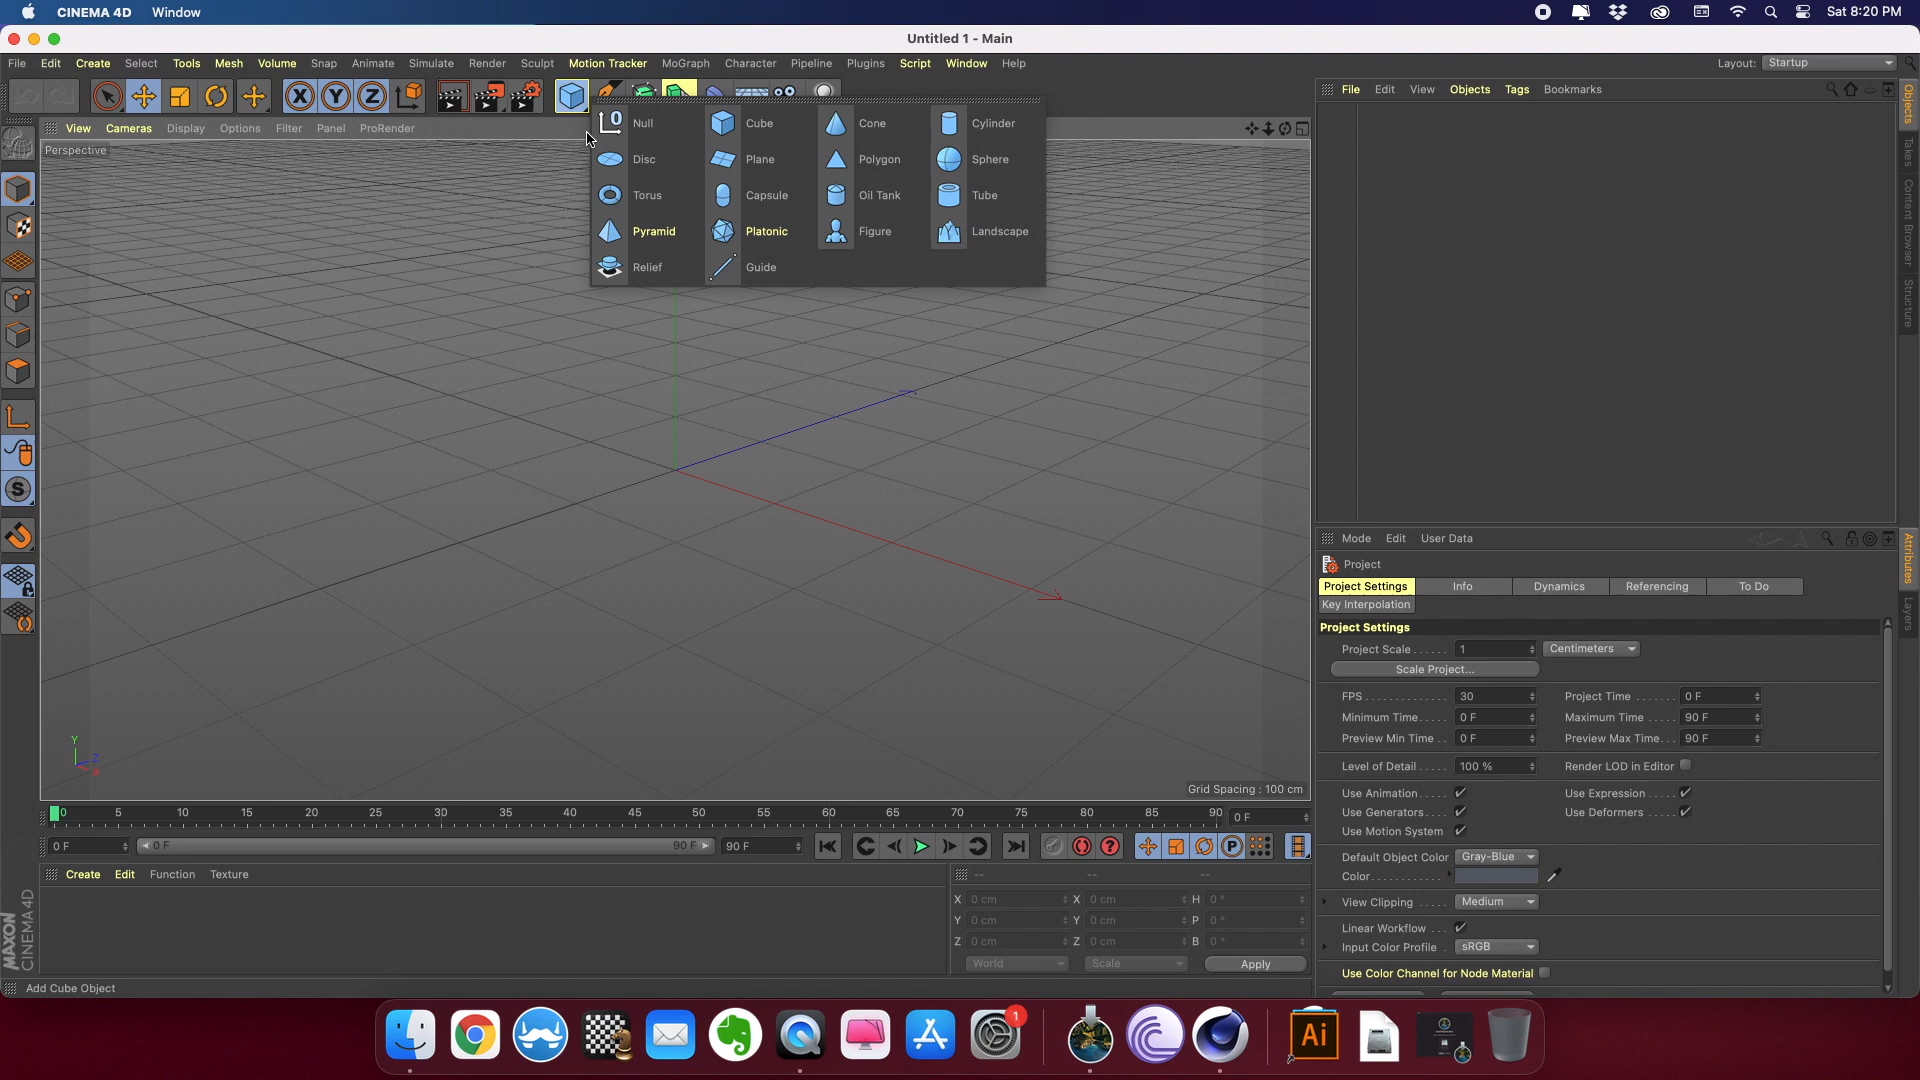 CINEMA 4D Window Sat 8:20 PM
Untitled 1 - Main
File Edit Create Select Tools Mesh Volume Snap Animate Simulate Render Sculpt Motion Tracker MoGraph Character Pipeline Plugins Script Window Help Layout: Startup
X Y Z
File Edit View Objects Tags Bookmarks
View Cameras Display Options Filter Panel ProRender
Perspective
0 Null Cube Cone Cylinder
Disc Plane Polygon Sphere
Torus Capsule Oil Tank Tube
Pyramid Platonic Figure Landscape
Relief Guide
Objects
Takes
Content Browser
Structure
S
Mode Edit User Data
Project
Project Settings Info Dynamics Referencing To Do
Key Interpolation
Attributes
Layers
Project Settings
Project Scale...... 1 Centimeters
Scale Project...
FPS............. 30 Project Time ....... 0 F
Minimum Time..... 0 F Maximum Time ..... 90 F
Preview Min Time .. 0 F Preview Max Time... 90 F
Level of Detail ..... 100 % Render LOD in Editor
Use Animation..... Use Expression.....
Use Generators.... Use Deformers .....
Use Motion System
Default Object Color Gray-Blue
Color............
View Clipping ..... Medium
Linear Workflow ...
Input Color Profile . sRGB
Use Color Channel for Node Material
Y
Z
X
Grid Spacing : 100 cm
0 5 10 15 20 25 30 35 40 45 50 55 60 65 70 75 80 85 90 0 F
0 F 0 F 90 F 90 F P
Create Edit Function Texture -- -- --
X 0 cm X 0 cm H 0 °
Y 0 cm Y 0 cm P 0 °
Z 0 cm Z 0 cm B 0 °
World Scale Apply
MAXON
CINEMA 4D
Add Cube Object
1
Ai